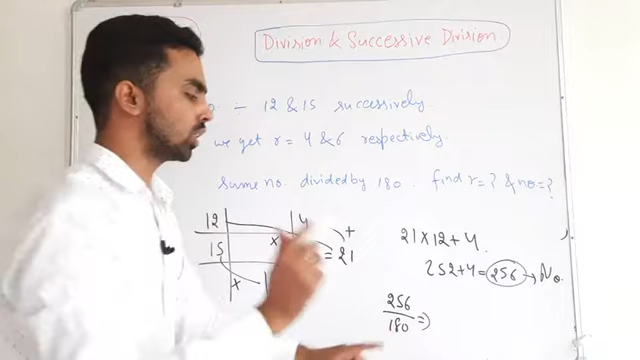 Division & Successive Division
÷ 12 & 15 successively.
we get r = 4 & 6 respectively.
same no. divided by 180. find r = ? & no = ?
12 4 +
15 x = 21
x
21 x 12 + 4
252 + 4 = 256 → No.
256
180 ⇒